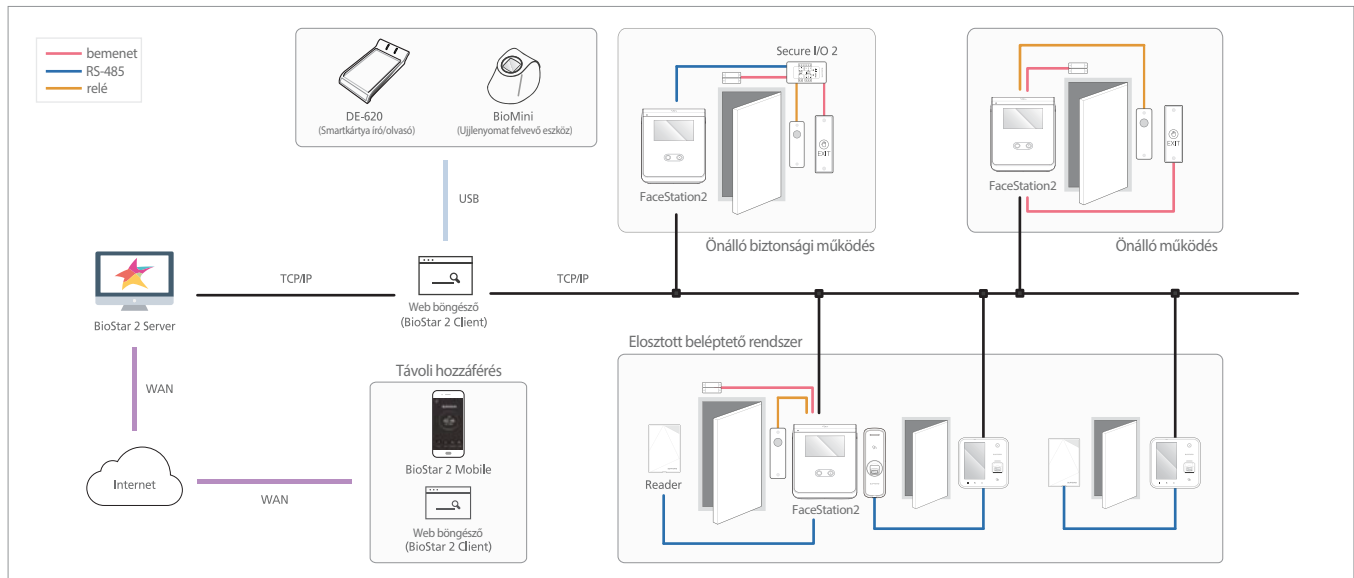 bemenet
RS-485
relé
DE-620
(Smartkártya író/olvasó)
BioMini
(Ujjlenyomat felvevő eszköz)
USB
Secure I/O 2
EXIT
FaceStation2
Önálló biztonsági működés
EXIT
FaceStation2
Önálló működés
BioStar 2 Server
TCP/IP
Web böngésző
(BioStar 2 Client)
TCP/IP
WAN
Internet
WAN
Távoli hozzáférés
BioStar 2 Mobile
Web böngésző
(BioStar 2 Client)
Elosztott beléptető rendszer
Reader
FaceStation2